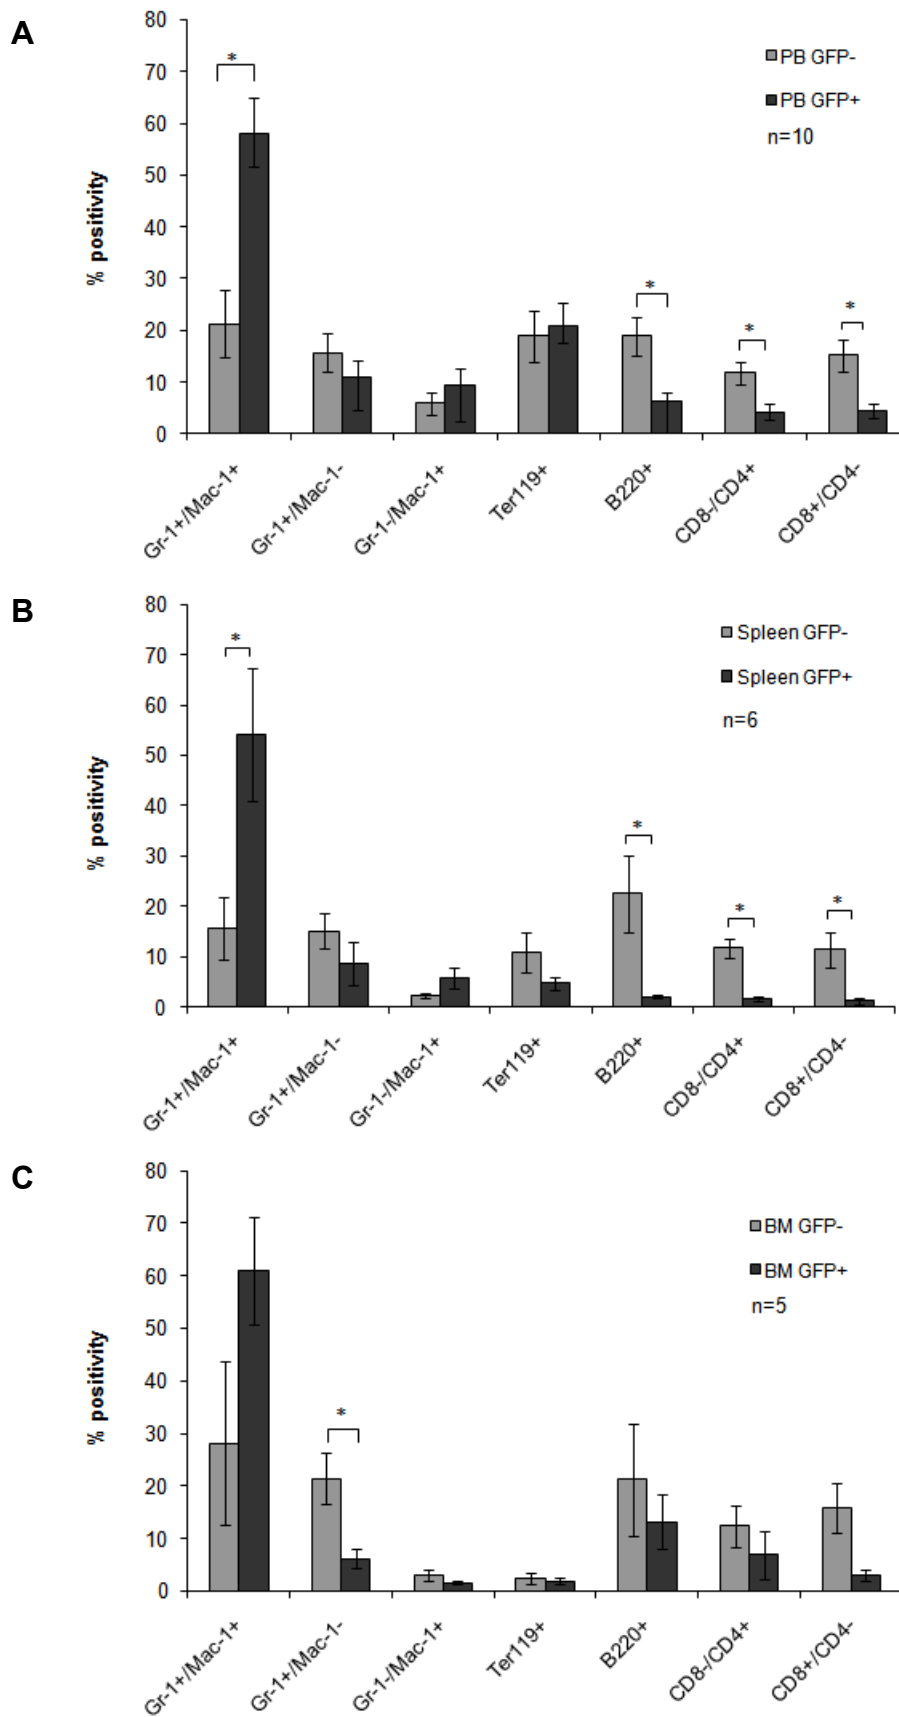 A
80
70
60
50
40
30
20
10
0
% positivity
*
*
*
*
PB GFP-
PB GFP+
n=10
Gr-1+/Mac-1+
Gr-1+/Mac-1-
Gr-1-/Mac-1+
Ter119+
B220+
CD8-/CD4+
CD8+/CD4-
B
80
70
60
50
40
30
20
10
0
% positivity
*
*
*
*
Spleen GFP-
Spleen GFP+
n=6
Gr-1+/Mac-1+
Gr-1+/Mac-1-
Gr-1-/Mac-1+
Ter119+
B220+
CD8-/CD4+
CD8+/CD4-
C
80
70
60
50
40
30
20
10
0
% positivity
*
BM GFP-
BM GFP+
n=5
Gr-1+/Mac-1+
Gr-1+/Mac-1-
Gr-1-/Mac-1+
Ter119+
B220+
CD8-/CD4+
CD8+/CD4-